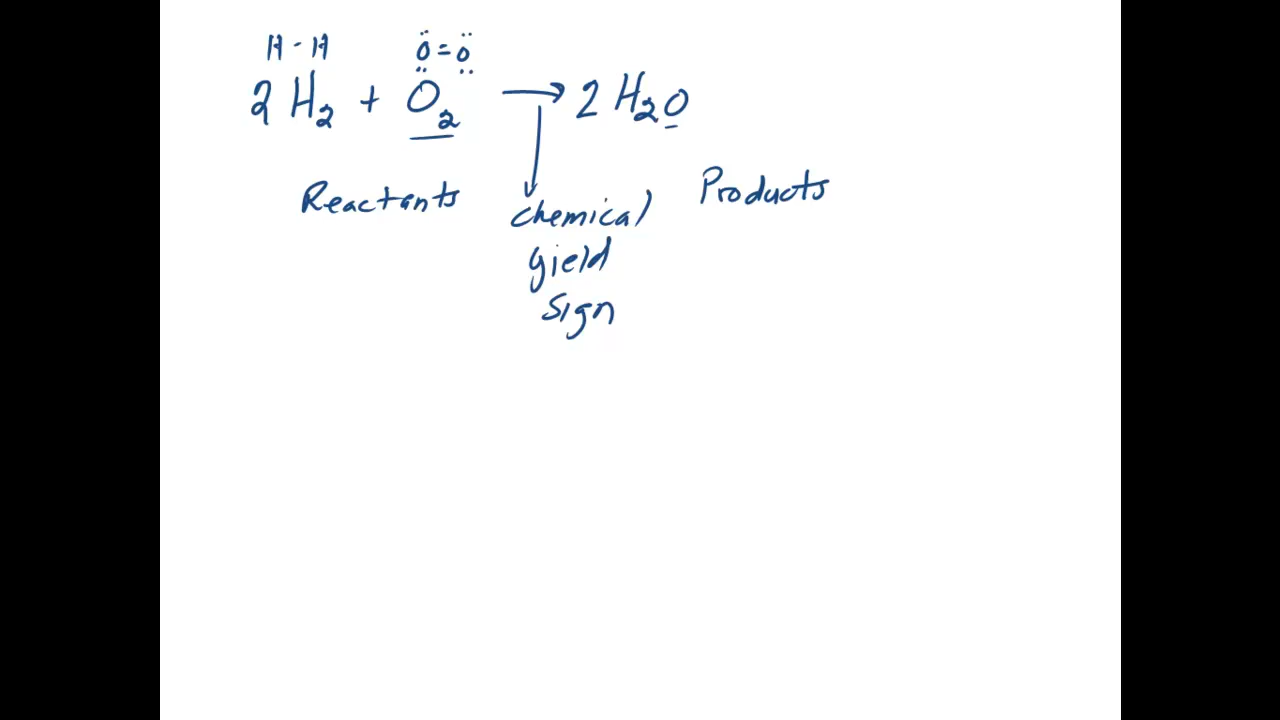 H - H Ö = Ö
2 H₂ + O₂ → 2 H₂O
Reactants
chemical
yield
sign
Products